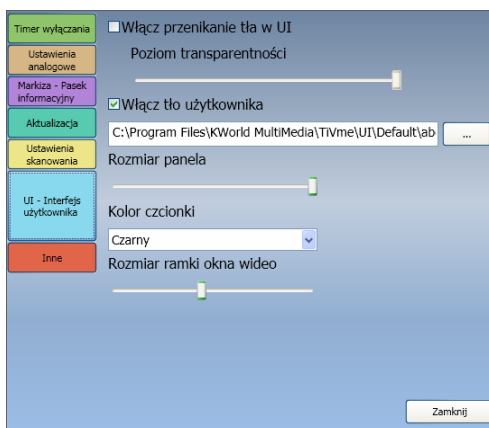 Timer wyłączania
Ustawienia
analogowe
Markiza - Pasek
informacyjny
Aktualizacja
Ustawienia
skanowania
UI - Interfejs
użytkownika
Inne
Włącz przenikanie tła w UI
Poziom transparentności
Włącz tło użytkownika
C:\Program Files\KWorld MultiMedia\TiVme\UI\Default\ab
...
Rozmiar panela
Kolor czcionki
Czarny
Rozmiar ramki okna wideo
Zamknij